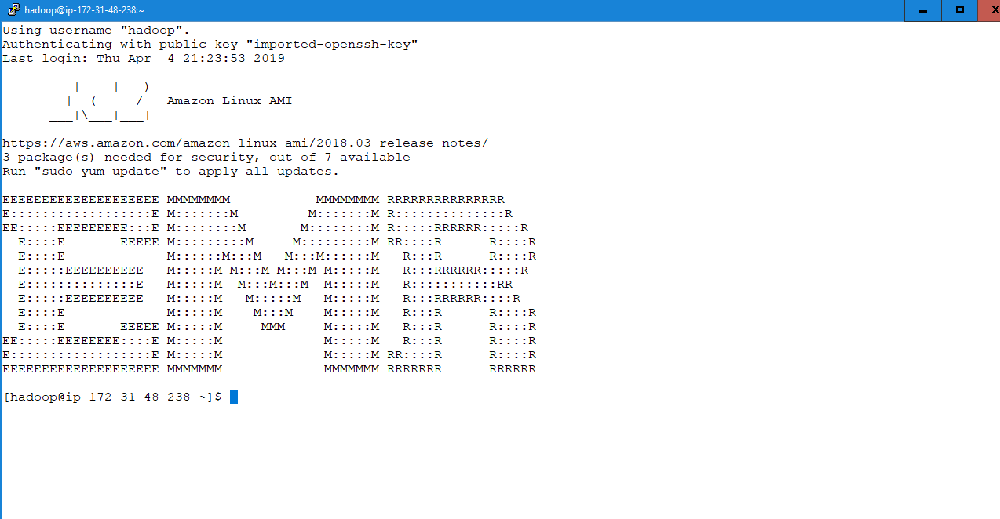 hadoop@ip-172-31-48-238:~
Using username "hadoop".
Authenticating with public key "imported-openssh-key"
Last login: Thu Apr  4 21:23:53 2019

       __|  __|_  )
       _|  (     /   Amazon Linux AMI
      ___|\___|___|

https://aws.amazon.com/amazon-linux-ami/2018.03-release-notes/
3 package(s) needed for security, out of 7 available
Run "sudo yum update" to apply all updates.

EEEEEEEEEEEEEEEEEEEE MMMMMMMM           MMMMMMMM RRRRRRRRRRRRRRR
E::::::::::::::::::E M:::::::M         M:::::::M R::::::::::::::R
EE:::::EEEEEEEEE:::E M::::::::M       M::::::::M R:::::RRRRRR:::::R
  E::::E       EEEEE M:::::::::M     M:::::::::M RR::::R      R::::R
  E::::E             M::::::M:::M   M:::M::::::M   R:::R      R::::R
  E:::::EEEEEEEEEE   M:::::M M:::M M:::M M:::::M   R:::RRRRRR:::::R
  E::::::::::::::E   M:::::M  M:::M:::M  M:::::M   R:::::::::::RR
  E:::::EEEEEEEEEE   M:::::M   M:::::M   M:::::M   R:::RRRRRR::::R
  E::::E             M:::::M    M:::M    M:::::M   R:::R      R::::R
  E::::E       EEEEE M:::::M     MMM     M:::::M   R:::R      R::::R
EE:::::EEEEEEEE::::E M:::::M             M:::::M   R:::R      R::::R
E::::::::::::::::::E M:::::M             M:::::M RR::::R      R::::R
EEEEEEEEEEEEEEEEEEEE MMMMMMM             MMMMMMM RRRRRRR      RRRRRR

[hadoop@ip-172-31-48-238 ~]$